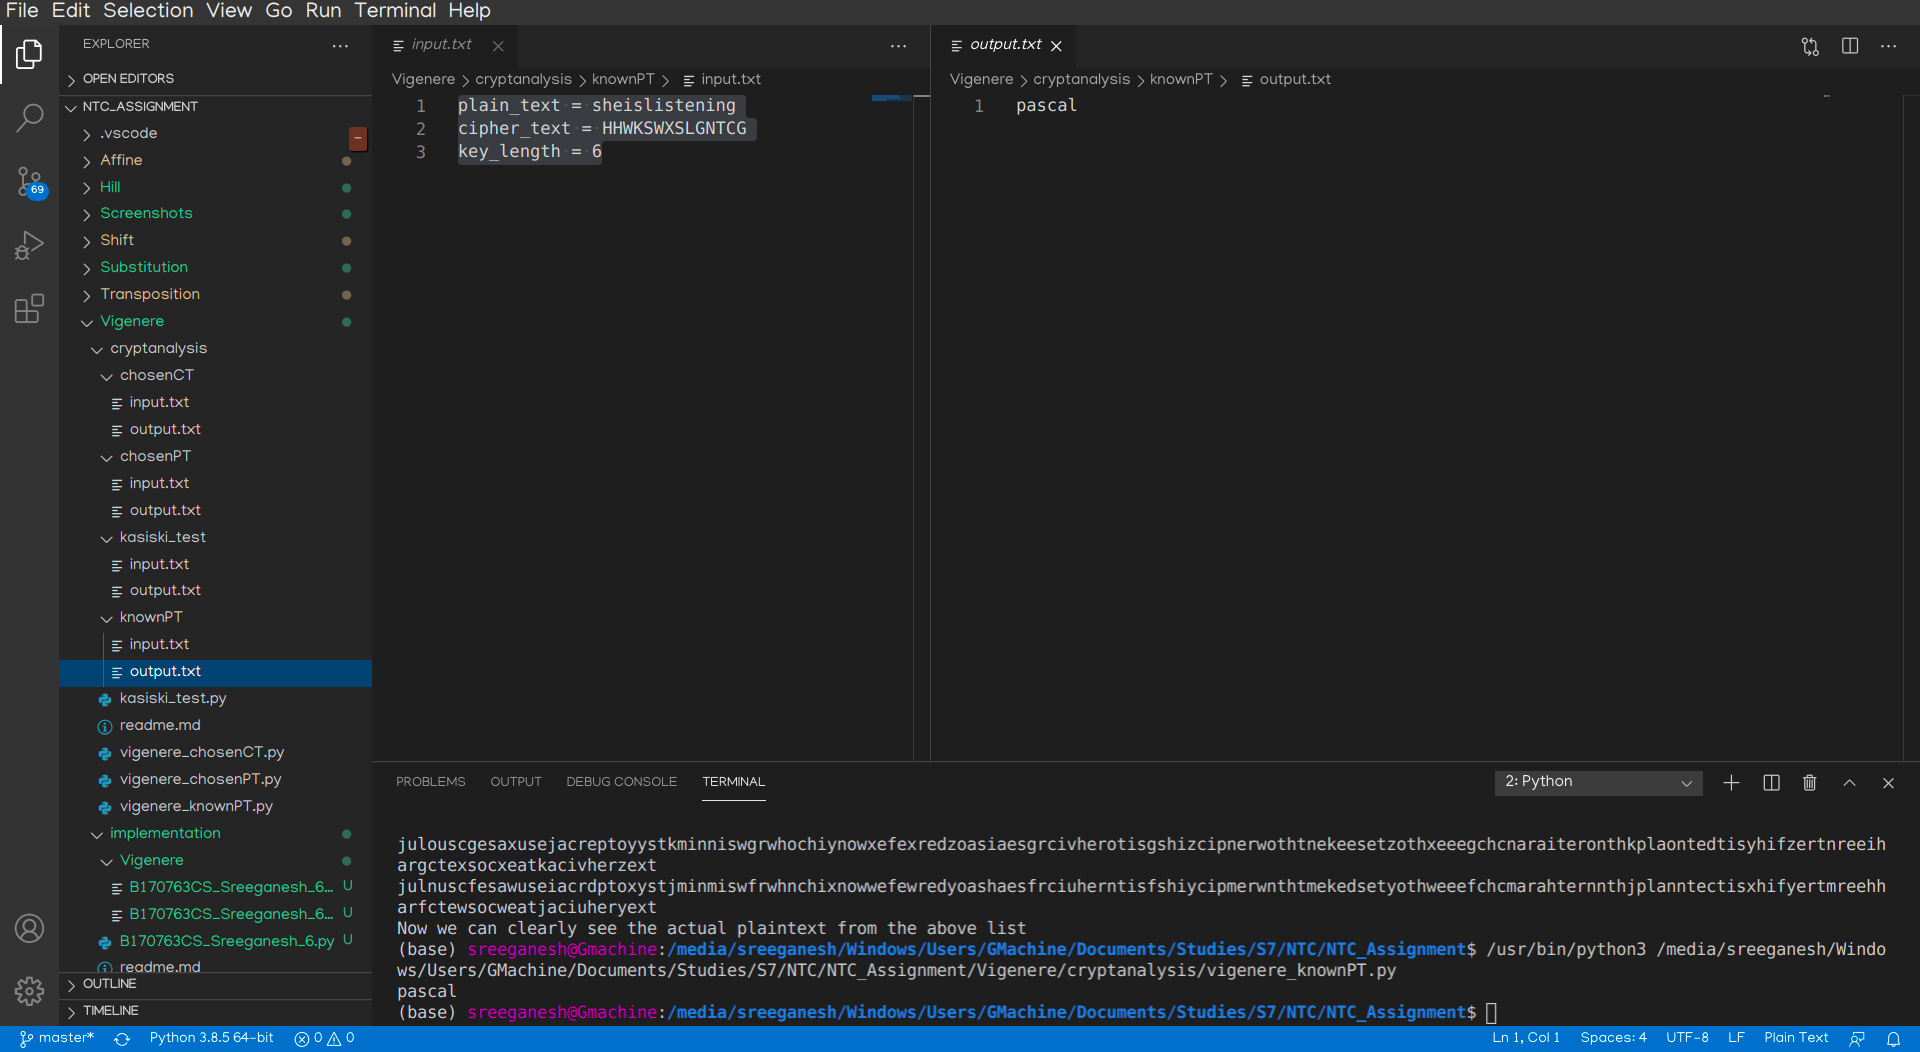 File Edit Selection View Go Run Terminal Help
EXPLORER
OPEN EDITORS
NTC_ASSIGNMENT
.vscode
Affine
Hill
Screenshots
Shift
Substitution
Transposition
Vigenere
cryptanalysis
chosenCT
input.txt
output.txt
chosenPT
input.txt
output.txt
kasiski_test
input.txt
output.txt
knownPT
input.txt
output.txt
kasiski_test.py
readme.md
vigenere_chosenCT.py
vigenere_chosenPT.py
vigenere_knownPT.py
implementation
Vigenere
B170763CS_Sreeganesh_6... U
B170763CS_Sreeganesh_6... U
B170763CS_Sreeganesh_6.py U
readme.md
OUTLINE
TIMELINE
69
input.txt
Vigenere > cryptanalysis > knownPT > input.txt
1 plain_text = sheislistening
2 cipher_text = HHWKSWXSLGNTCG
3 key_length = 6
output.txt
Vigenere > cryptanalysis > knownPT > output.txt
1 pascal
PROBLEMS OUTPUT DEBUG CONSOLE TERMINAL
2: Python
julouscgesaxusejacreptoyystkminniswgrwhochiynowxefexredzoasiaesgrcivherotisgshizcipnerwothtnekeesetzothxeeegchcnaraiteronthkplaontedtisyhifzertnreeih
argctexsocxeatkacivherzext
julnuscfesawuseiacrdptoxystjminmiswfrwhnchixnowwefewredyoashaesfrciuherntisfshiycipmerwnthtmekedsetyothweeefchcmarahternnthjplanntectisxhifyertmreehh
arfctewsocweatjaciuheryext
Now we can clearly see the actual plaintext from the above list
(base) sreeganesh@Gmachine:/media/sreeganesh/Windows/Users/GMachine/Documents/Studies/S7/NTC/NTC_Assignment$ /usr/bin/python3 /media/sreeganesh/Windo
ws/Users/GMachine/Documents/Studies/S7/NTC/NTC_Assignment/Vigenere/cryptanalysis/vigenere_knownPT.py
pascal
(base) sreeganesh@Gmachine:/media/sreeganesh/Windows/Users/GMachine/Documents/Studies/S7/NTC/NTC_Assignment$
master* Python 3.8.5 64-bit 0 0 Ln 1, Col 1 Spaces: 4 UTF-8 LF Plain Text